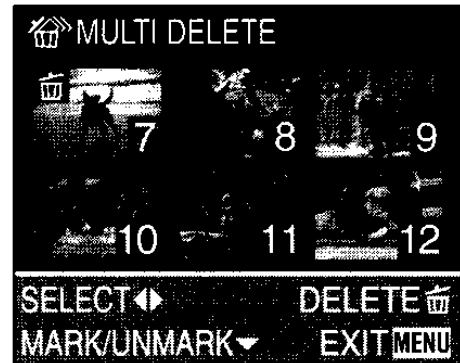 MULTI DELETE
7 8 9
10 11 12
SELECT DELETE
MARK/UNMARK EXIT MENU